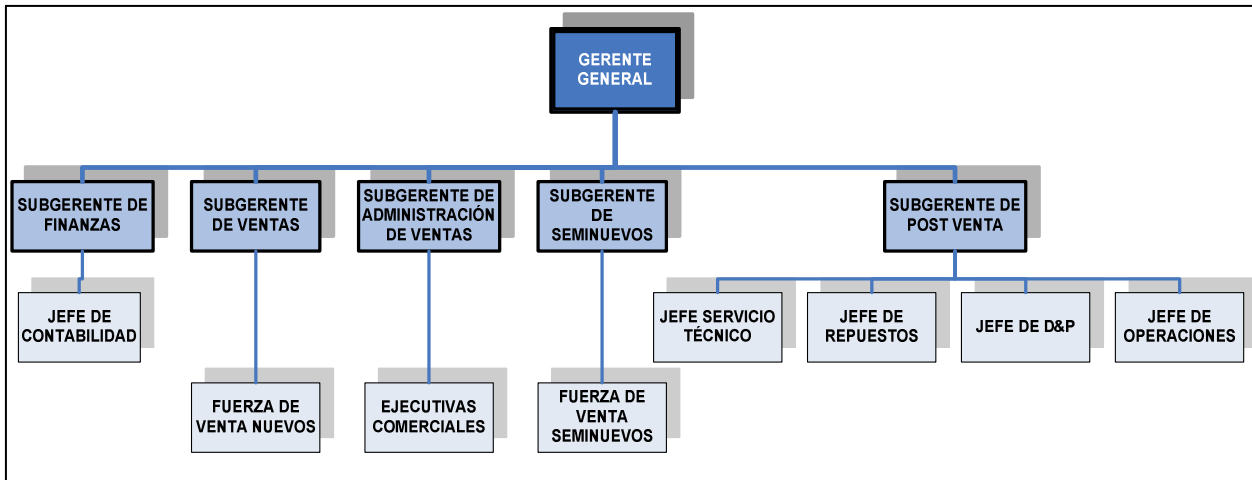 GERENTE
GENERAL
SUBGERENTE DE
FINANZAS
SUBGERENTE
DE VENTAS
SUBGERENTE DE
ADMINISTRACIÓN
DE VENTAS
SUBGERENTE
DE
SEMINUEVOS
SUBGERENTE DE
POST VENTA
JEFE DE
CONTABILIDAD
JEFE SERVICIO
TÉCNICO
JEFE DE
REPUESTOS
JEFE DE D&P
JEFE DE
OPERACIONES
FUERZA DE
VENTA NUEVOS
EJECUTIVAS
COMERCIALES
FUERZA DE
VENTA
SEMINUEVOS